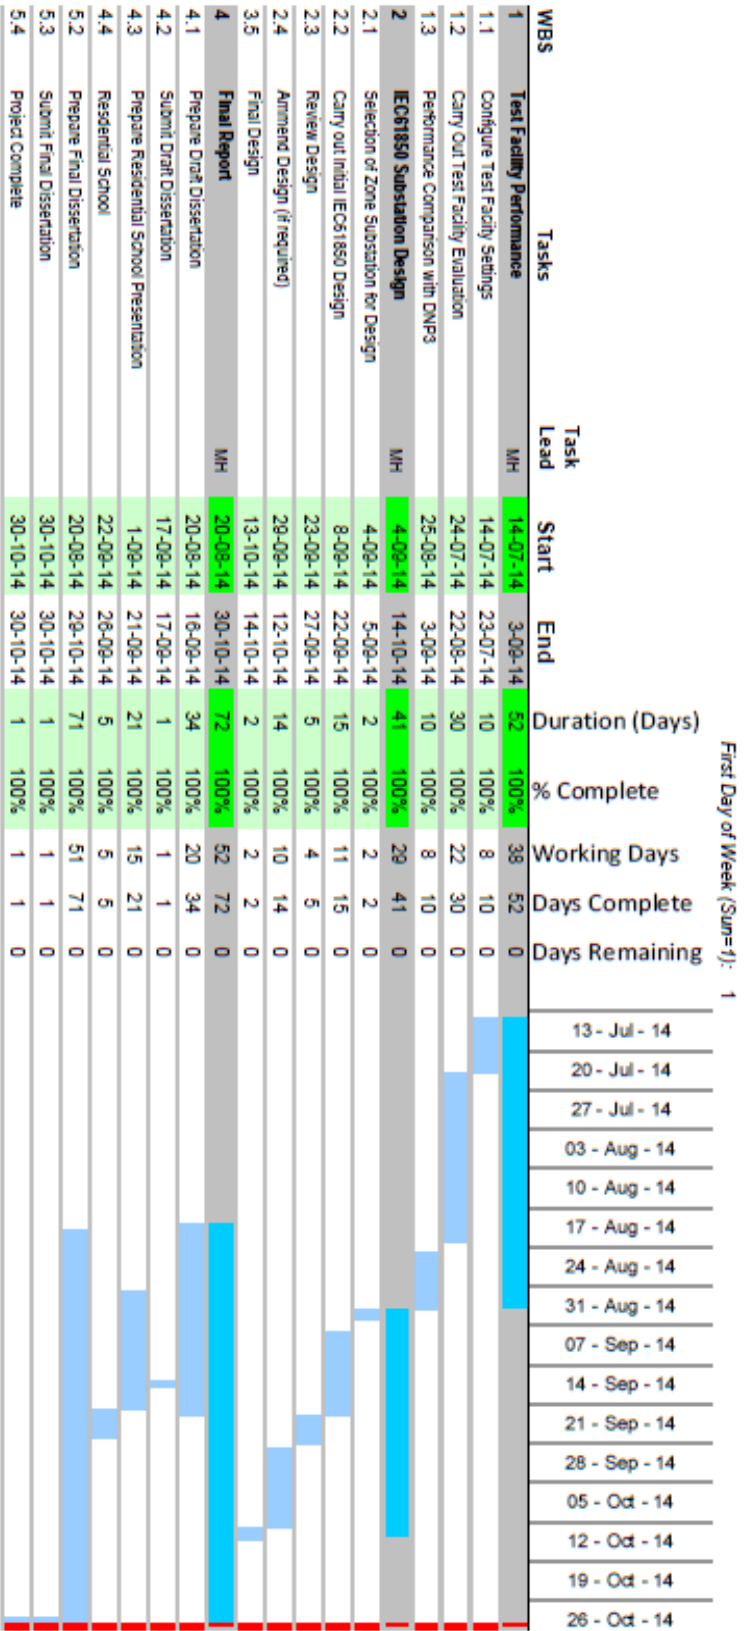 First Day of Week (Sun=1): 1
WBS Tasks Task Lead Start End Duration (Days) % Complete Working Days Days Complete Days Remaining 13 - Jul - 14 20 - Jul - 14 27 - Jul - 14 03 - Aug - 14 10 - Aug - 14 17 - Aug - 14 24 - Aug - 14 31 - Aug - 14 07 - Sep - 14 14 - Sep - 14 21 - Sep - 14 28 - Sep - 14 05 - Oct - 14 12 - Oct - 14 19 - Oct - 14 26 - Oct - 14
1 Test Facility Performance MH 14-07-14 3-09-14 52 100% 38 52 0
1.1 Configure Test Facility Settings 14-07-14 23-07-14 10 100% 8 10 0
1.2 Carry Out Test Facility Evaluation 24-07-14 22-08-14 30 100% 22 30 0
1.3 Performance Comparison with DNP3 25-08-14 3-09-14 10 100% 8 10 0
2 IEC61850 Substation Design MH 4-09-14 14-10-14 41 100% 29 41 0
2.1 Selection of Zone Substation for Design 4-09-14 5-09-14 2 100% 2 2 0
2.2 Carry out Initial IEC61850 Design 8-09-14 22-09-14 15 100% 11 15 0
2.3 Review Design 23-09-14 27-09-14 5 100% 4 5 0
2.4 Ammend Design (if required) 29-09-14 12-10-14 14 100% 10 14 0
3.5 Final Design 13-10-14 14-10-14 2 100% 2 2 0
4 Final Report MH 20-08-14 30-10-14 72 100% 52 72 0
4.1 Prepare Draft Dissertation 20-08-14 16-09-14 34 100% 20 34 0
4.2 Submit Draft Dissertation 17-09-14 17-09-14 1 100% 1 1 0
4.3 Prepare Residential School Presentation 1-09-14 21-09-14 21 100% 15 21 0
4.4 Resdential School 22-09-14 26-09-14 5 100% 5 5 0
5.2 Prepare Final Dissertation 20-08-14 29-10-14 71 100% 51 71 0
5.3 Submit Final Dissertation 30-10-14 30-10-14 1 100% 1 1 0
5.4 Project Complete 30-10-14 30-10-14 1 100% 1 1 0